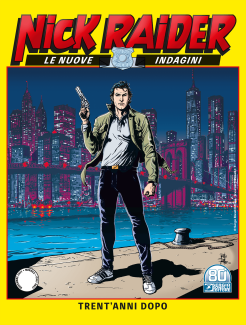 NICK RAIDER
LE NUOVE INDAGINI
80
TRENT'ANNI DOPO